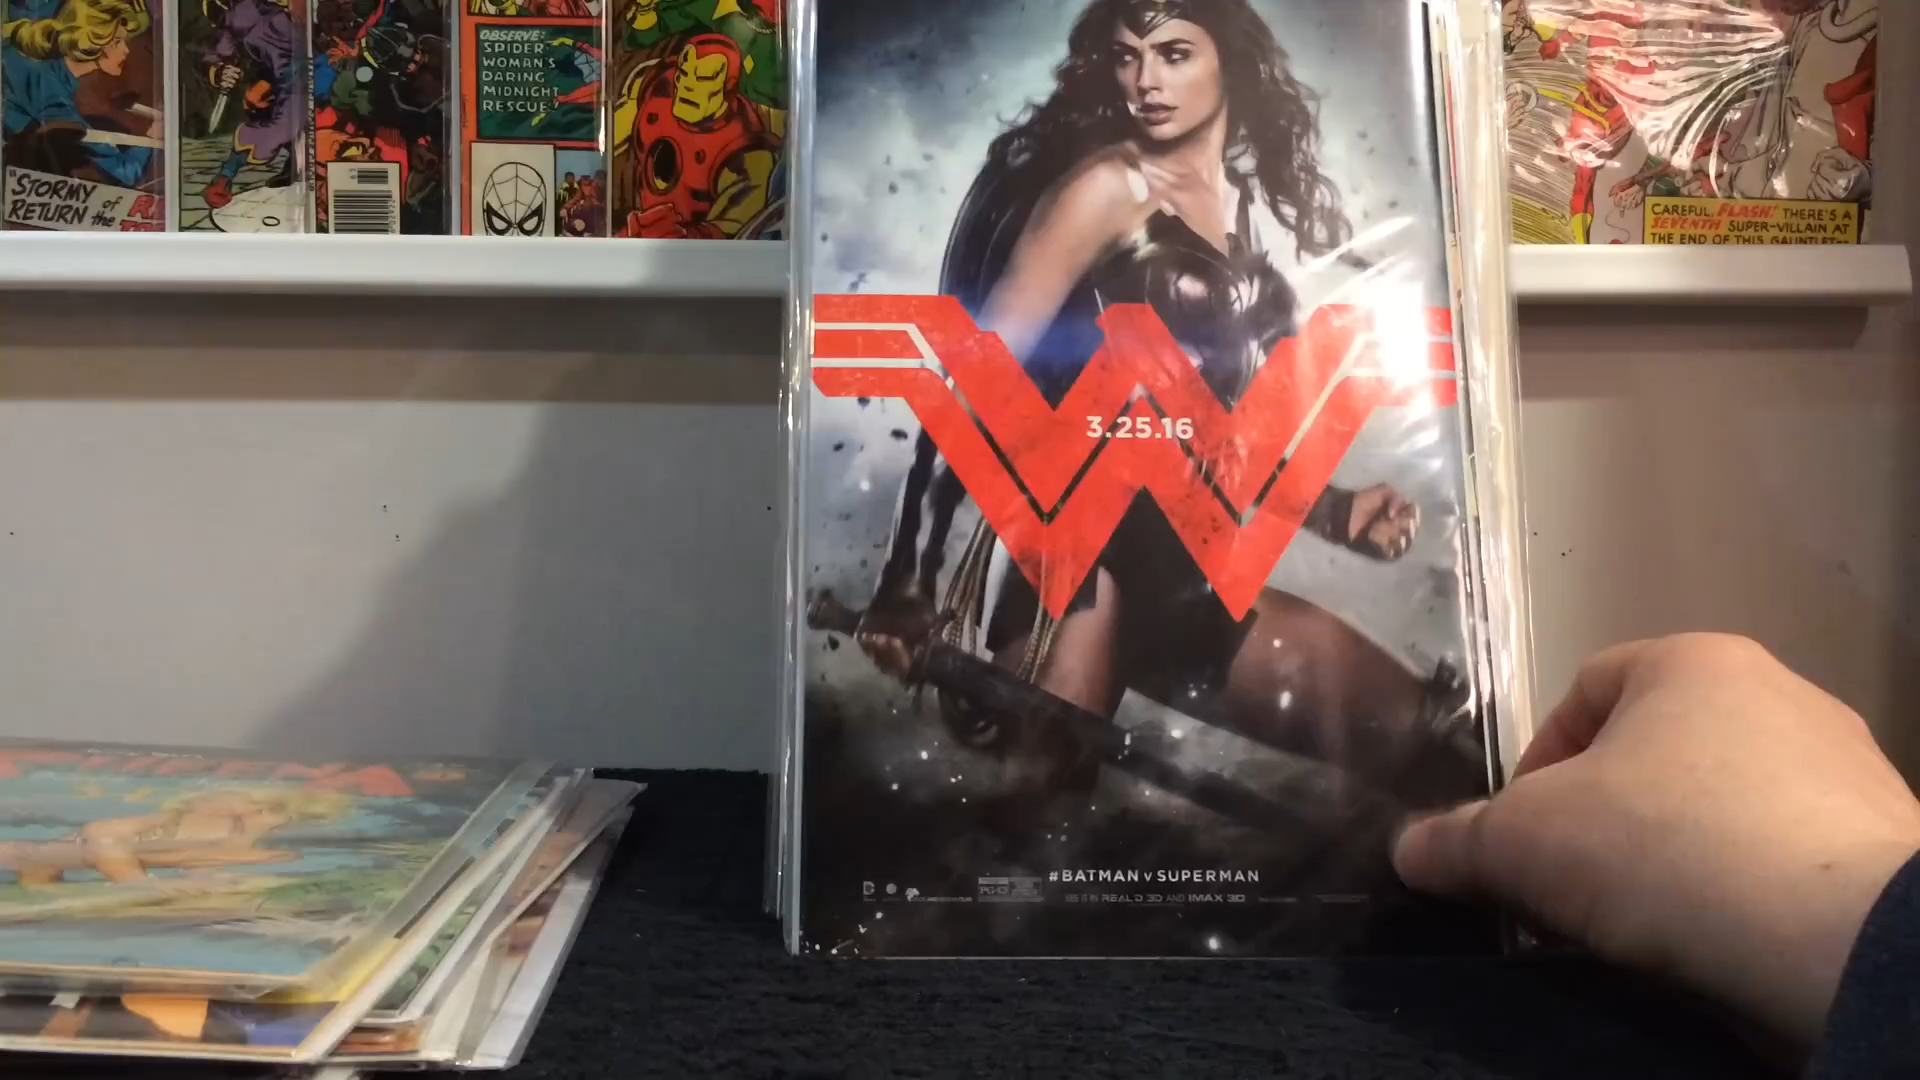 OBSERVE:
SPIDER-
WOMAN'S
DARING
MIDNIGHT
RESCUE!
"STORMY
RETURN of the
CAREFUL, FLASH! THERE'S A
SEVENTH SUPER-VILLAIN AT
THE END OF THIS GAUNTLET--
3.25.16
#BATMAN v SUPERMAN
SEE IT IN REAL D 3D AND IMAX 3D
PG-13